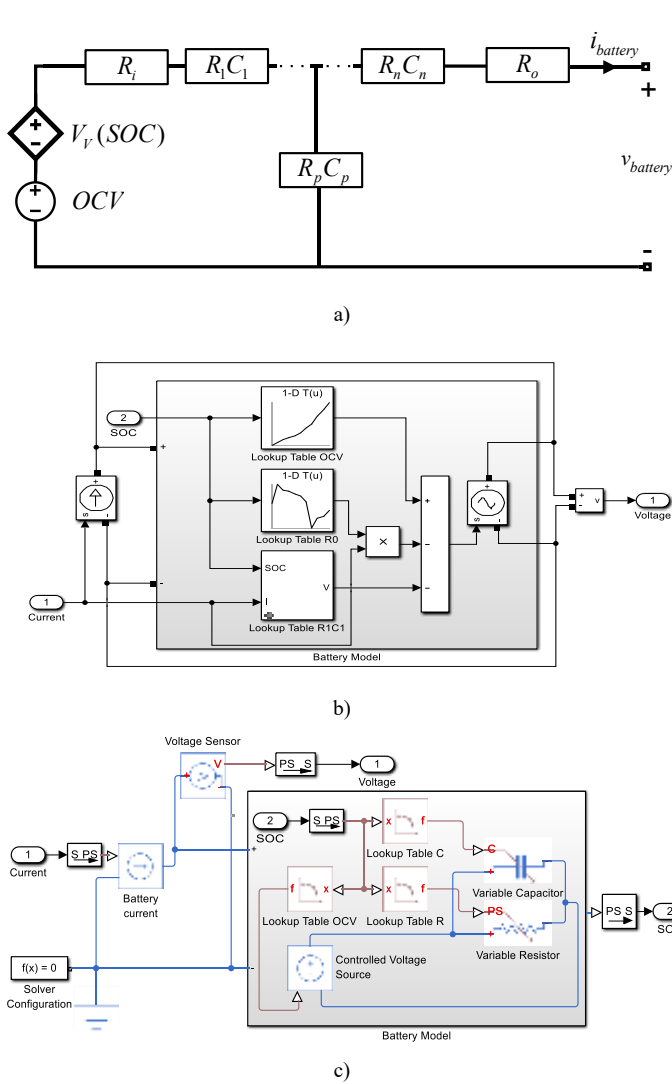 i_battery
R_i
R_1C_1
R_nC_n
R_o
+
+
−
V_V(SOC)
R_pC_p
v_battery
+
−
OCV
-
a)
1-D T(u)
2
SOC
Lookup Table OCV
+
+
-
s
1-D T(u)
Lookup Table R0
×
+
−
−
+
-
s
+
−
v
1
Voltage
SOC
I
V
-
1
Current
Lookup Table R1C1
Battery Model
b)
Voltage Sensor
+
V
-
PS S
1
Voltage
2
SOC
S PS
x
f
Lookup Table C
1
Current
S PS
+
C
Battery
current
Variable Capacitor
+
-
f
x
x
f
PS
PS S
2
Lookup Table OCV
Lookup Table R
+
-
Variable Resistor
f(x) = 0
Solver
Configuration
-
Controlled Voltage
Source
Battery Model
c)